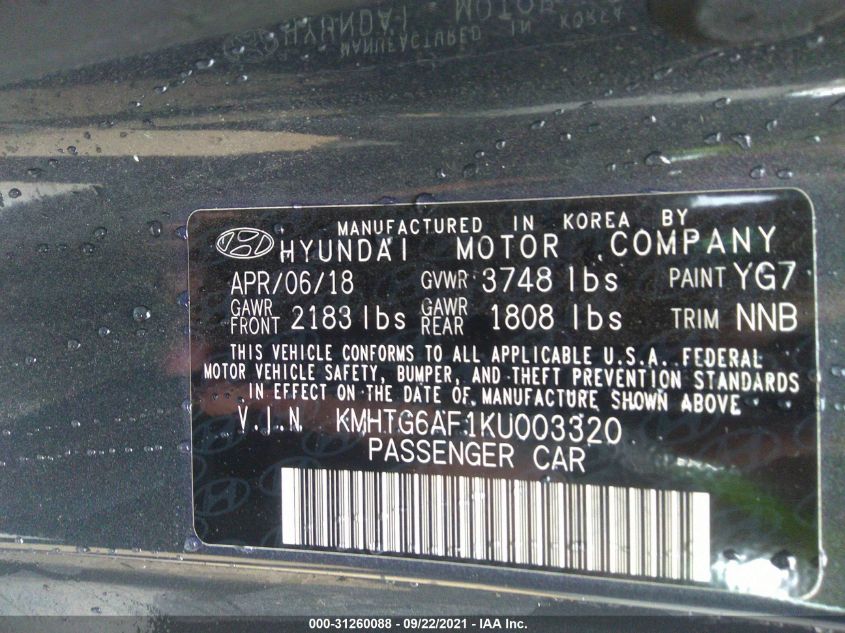 MANUFACTURED IN KOREA BY
HYUNDAI MOTOR COMPANY
APR/06/18 GVWR 3748 lbs PAINT YG7
GAWR FRONT 2183 lbs GAWR REAR 1808 lbs TRIM NNB
THIS VEHICLE CONFORMS TO ALL APPLICABLE U.S.A. FEDERAL
MOTOR VEHICLE SAFETY, BUMPER, AND THEFT PREVENTION STANDARDS
IN EFFECT ON THE DATE OF MANUFACTURE SHOWN ABOVE
V.I.N. KMHTG6AF1KU003320
PASSENGER CAR
000-31260088 - 09/22/2021 - IAA Inc.